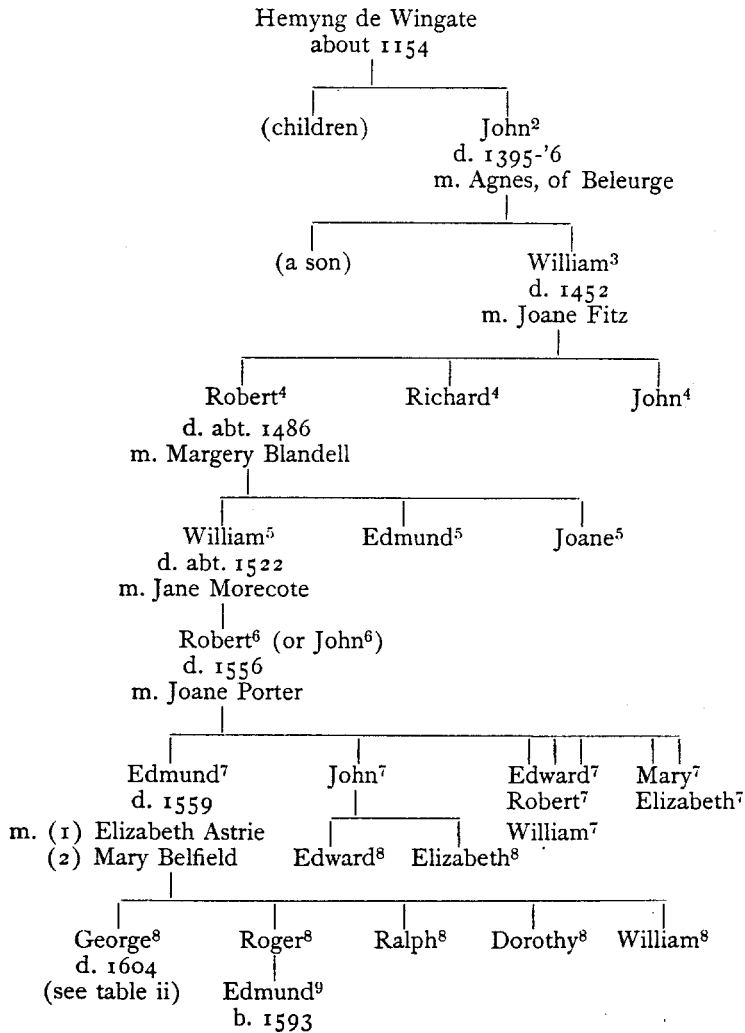 Hemyng de Wingate
about 1154
(children) John²
d. 1395-'6
m. Agnes, of Beleurge
(a son) William³
d. 1452
m. Joane Fitz
Robert⁴ Richard⁴ John⁴
d. abt. 1486
m. Margery Blandell
William⁵ Edmund⁵ Joane⁵
d. abt. 1522
m. Jane Morecote
Robert⁶ (or John⁶)
d. 1556
m. Joane Porter
Edmund⁷ John⁷ Edward⁷ Mary⁷
d. 1559 Robert⁷ Elizabeth⁷
m. (1) Elizabeth Astrie William⁷
(2) Mary Belfield Edward⁸ Elizabeth⁸
George⁸ Roger⁸ Ralph⁸ Dorothy⁸ William⁸
d. 1604
(see table ii) Edmund⁹
b. 1593